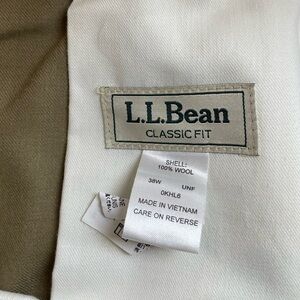 L.L.Bean
CLASSIC FIT
SHELL:
100% WOOL
38W UNF
0KHL6
MADE IN VIETNAM
CARE ON REVERSE